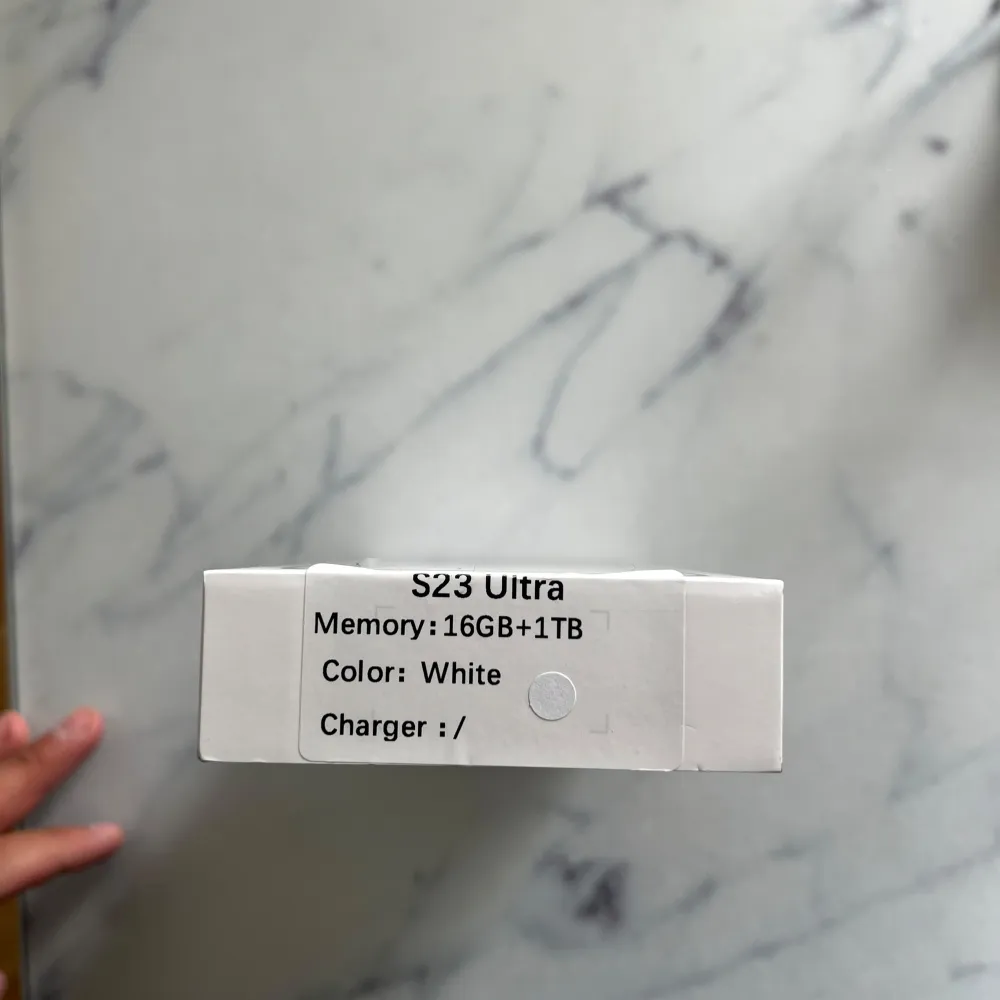 S23 Ultra
Memory:16GB+1TB
Color: White
Charger :/